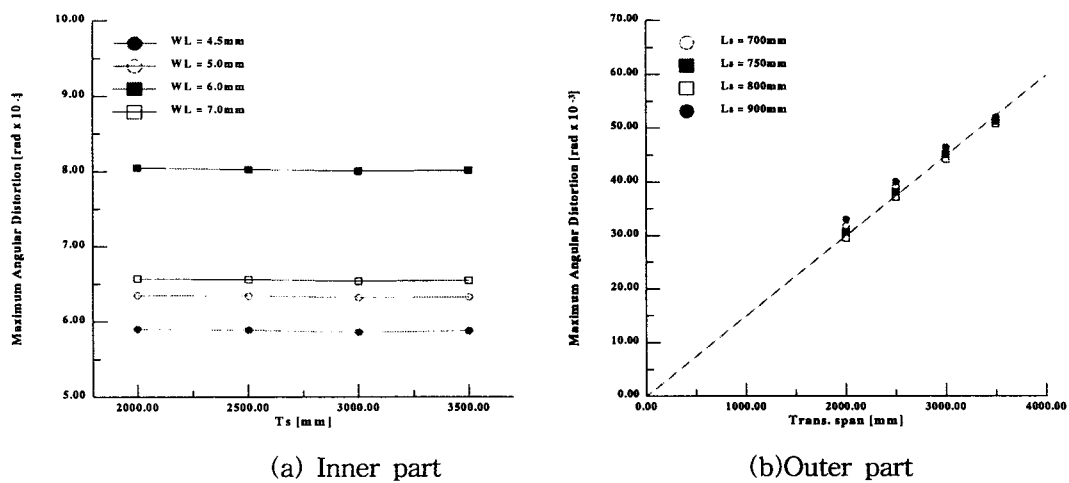 10.00
9.00
8.00
7.00
6.00
5.00
Maximum Angular Distortion [rad x 10 -3]
WL = 4.5mm
WL = 5.0mm
WL = 6.0mm
WL = 7.0mm
2000.00 2500.00 3000.00 3500.00
Ts [mm]
(a) Inner part
70.00
60.00
50.00
40.00
30.00
20.00
10.00
0.00
Maximum Angular Distortion [rad x 10 -3]
Ls = 700mm
Ls = 750mm
Ls = 800mm
Ls = 900mm
0.00 1000.00 2000.00 3000.00 4000.00
Trans. span [mm]
(b)Outer part